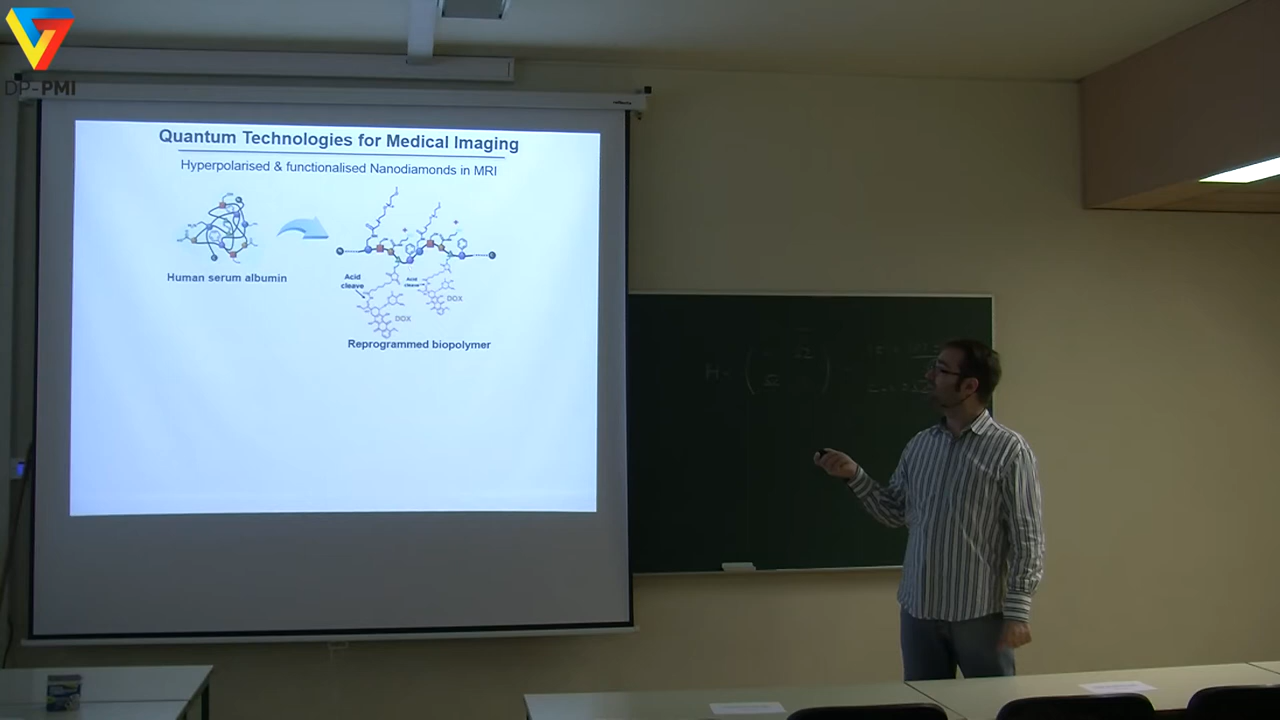 DP-PMI
Quantum Technologies for Medical Imaging
Hyperpolarised & functionalised Nanodiamonds in MRI
Human serum albumin
Acid
cleave
Acid
cleave
DOX
DOX
Reprogrammed biopolymer